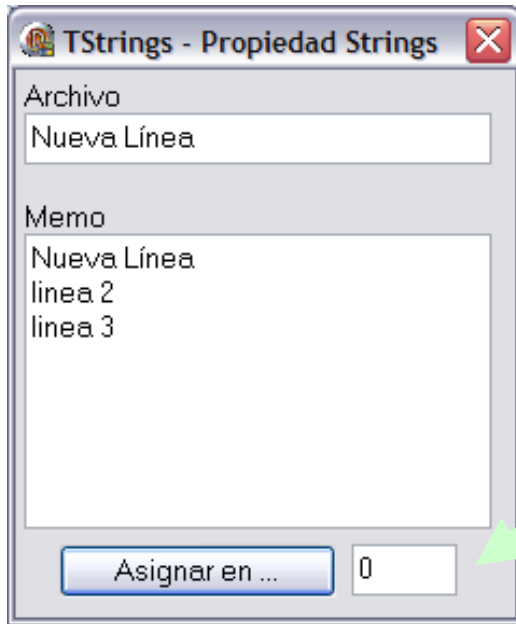 TStrings - Propiedad Strings
Archivo
Nueva Línea
Memo
Nueva Línea
linea 2
linea 3
Asignar en ...
0